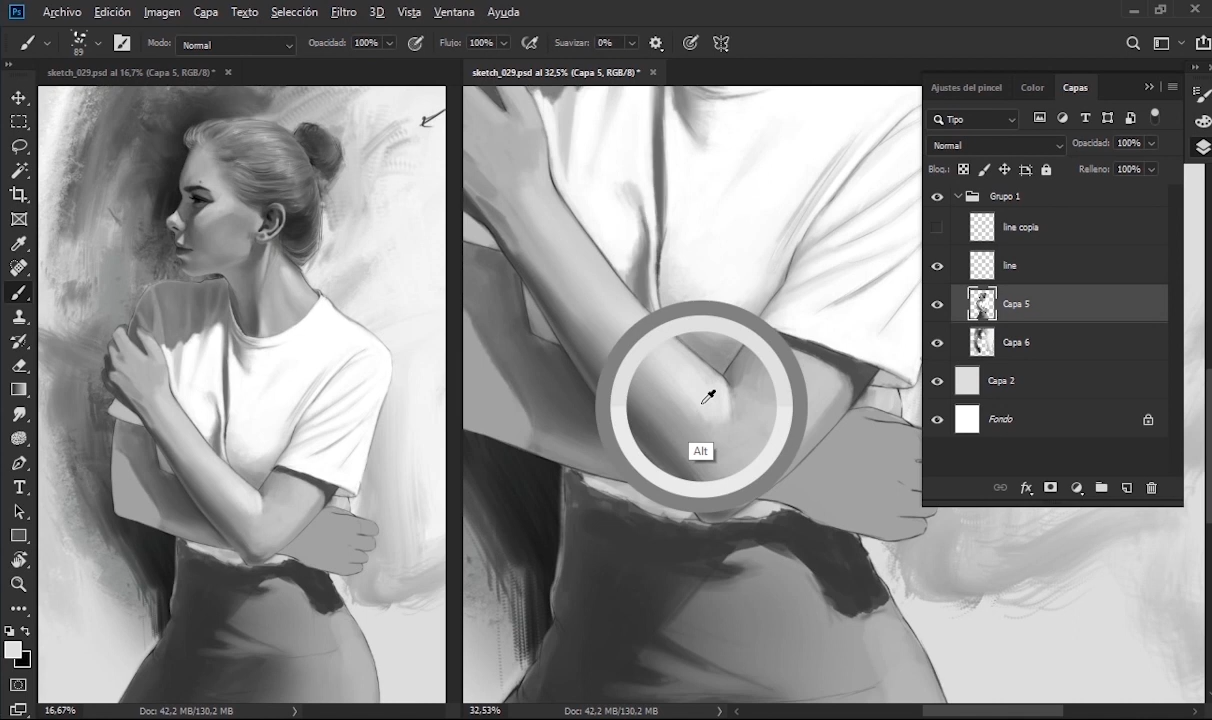 Ps Archivo Edición Imagen Capa Texto Selección Filtro 3D Vista Ventana Ayuda
89 Modo: Normal Opacidad: 100% Flujo: 100% Suavizar: 0%
sketch_029.psd al 16,7% (Capa 5, RGB/8) * sketch_029.psd al 32,5% (Capa 5, RGB/8) *
Ajustes del pincel Color Capas
Tipo
Normal Opacidad: 100%
Bloq.: Relleno: 100%
Grupo 1
line copia
line
Capa 5
Capa 6
Capa 2
Fondo
Alt
fx
16,67% Doc: 42,2 MB/130,2 MB 32,53% Doc: 42,2 MB/130,2 MB